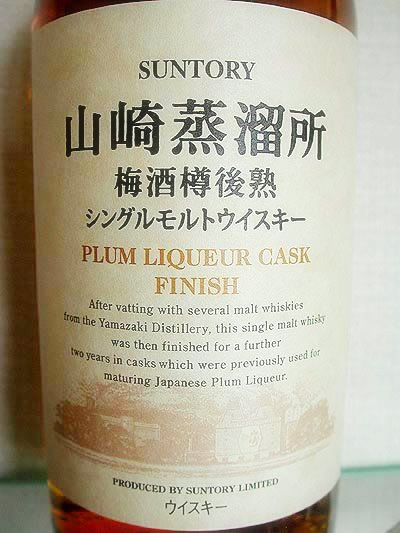 SUNTORY
山崎蒸溜所
梅酒樽後熟
シングルモルトウイスキー
PLUM LIQUEUR CASK
FINISH
After vatting with several malt whiskies
from the Yamazaki Distillery, this single malt whisky
was then finished for a further
two years in casks which were previously used for
maturing Japanese Plum Liqueur.
PRODUCED BY SUNTORY LIMITED
ウイスキー